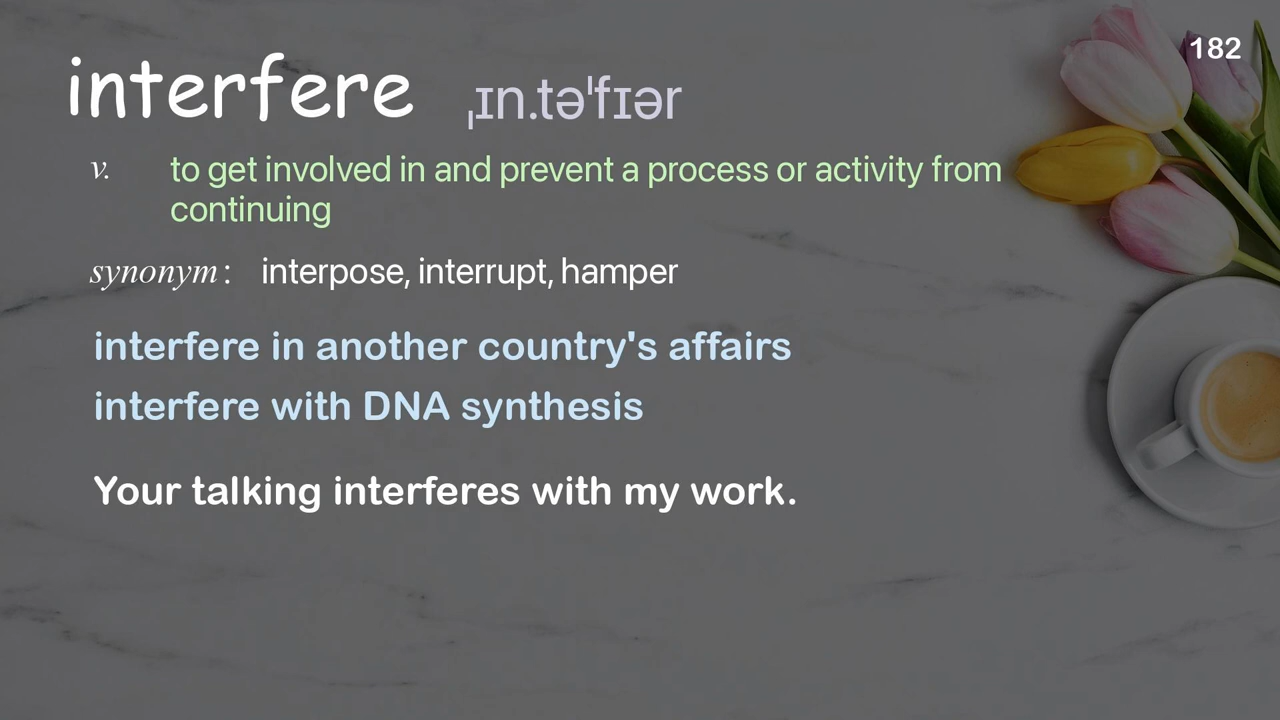 182
interfere ˌɪn.təˈfɪər
v. to get involved in and prevent a process or activity from
continuing
synonym: interpose, interrupt, hamper
interfere in another country's affairs
interfere with DNA synthesis
Your talking interferes with my work.